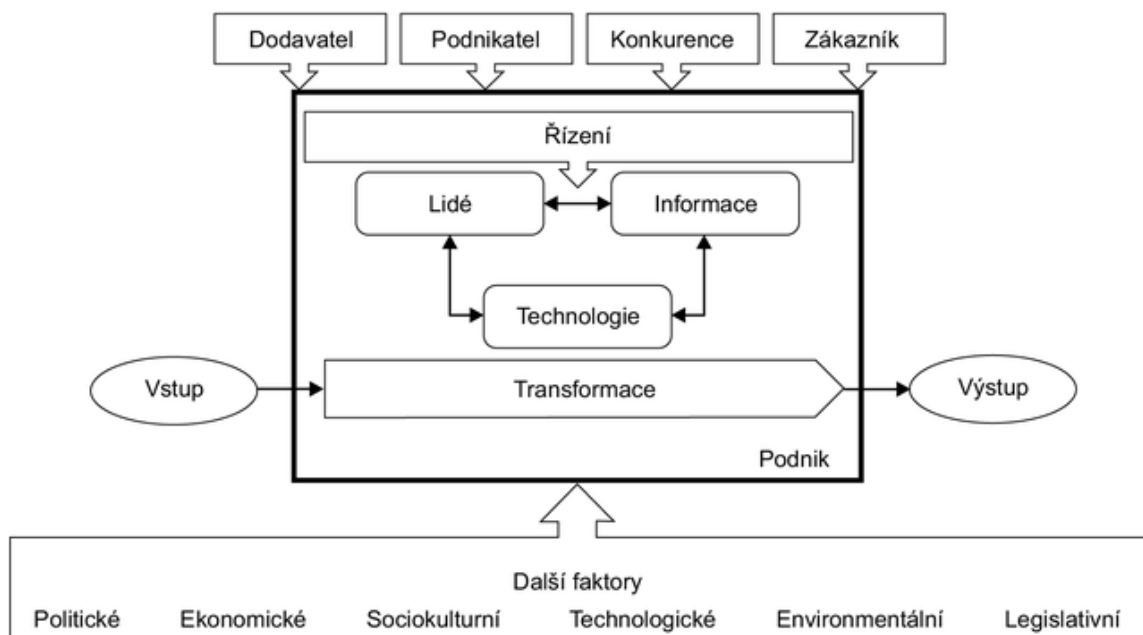 Dodavatel Podnikatel Konkurence Zákazník
Řízení
Lidé Informace
Technologie
Vstup Transformace Výstup
Podnik
Další faktory
Politické Ekonomické Sociokulturní Technologické Environmentální Legislativní